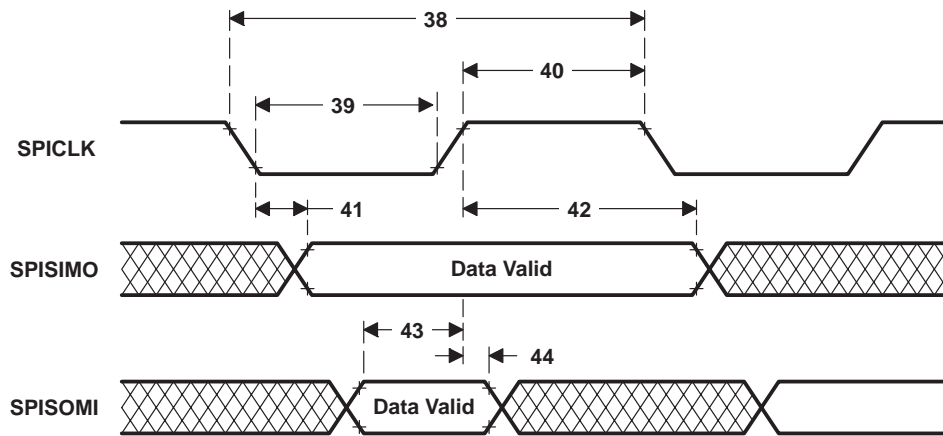 38
40
39
SPICLK
41
42
SPISIMO
Data Valid
43
44
SPISOMI
Data Valid